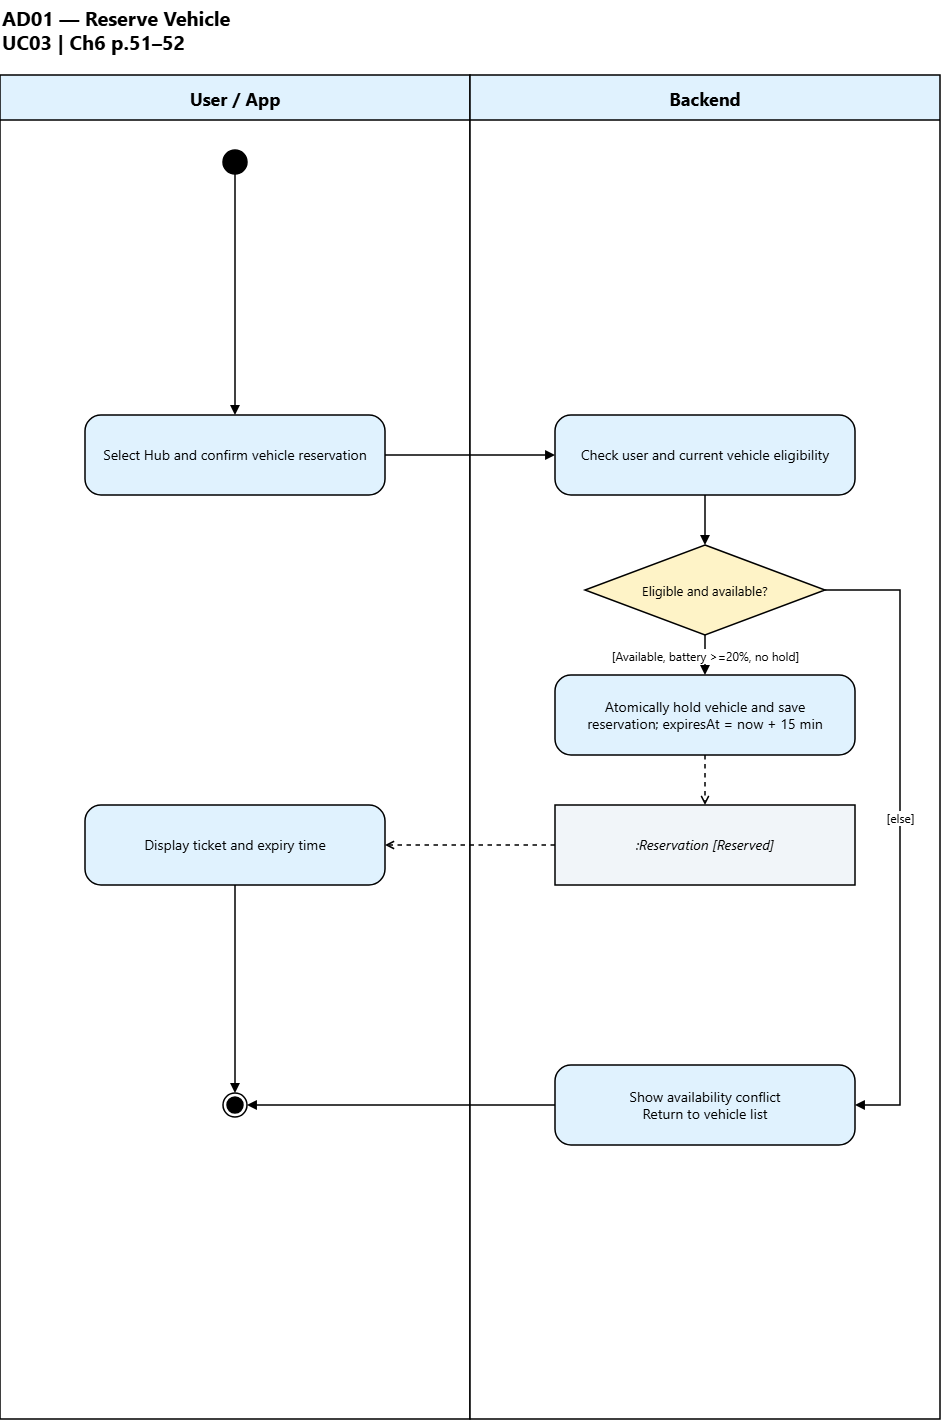 AD01 — Reserve Vehicle
UC03 | Ch6 p.51–52
User / App
Backend
Select Hub and confirm vehicle reservation
Check user and current vehicle eligibility
Eligible and available?
[Available, battery >=20%, no hold]
Atomically hold vehicle and save
reservation; expiresAt = now + 15 min
[else]
Display ticket and expiry time
:Reservation [Reserved]
Show availability conflict
Return to vehicle list